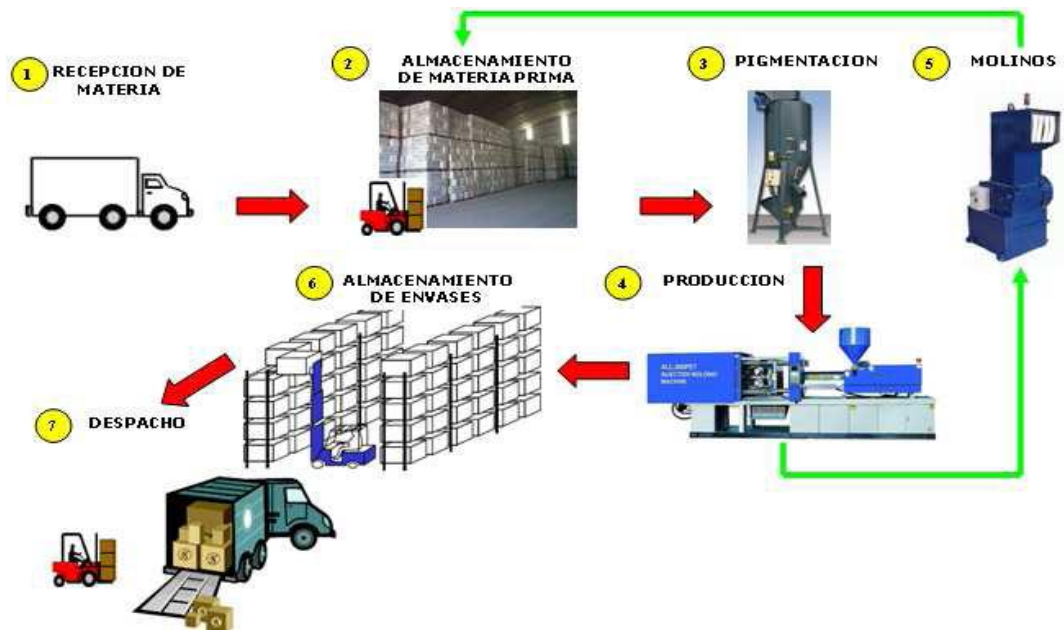 1
RECEPCION DE
MATERIA
2
ALMACENAMIENTO
DE MATERIA PRIMA
3
PIGMENTACION
5
MOLINOS
6
ALMACENAMIENTO
DE ENVASES
4
PRODUCCION
7
DESPACHO